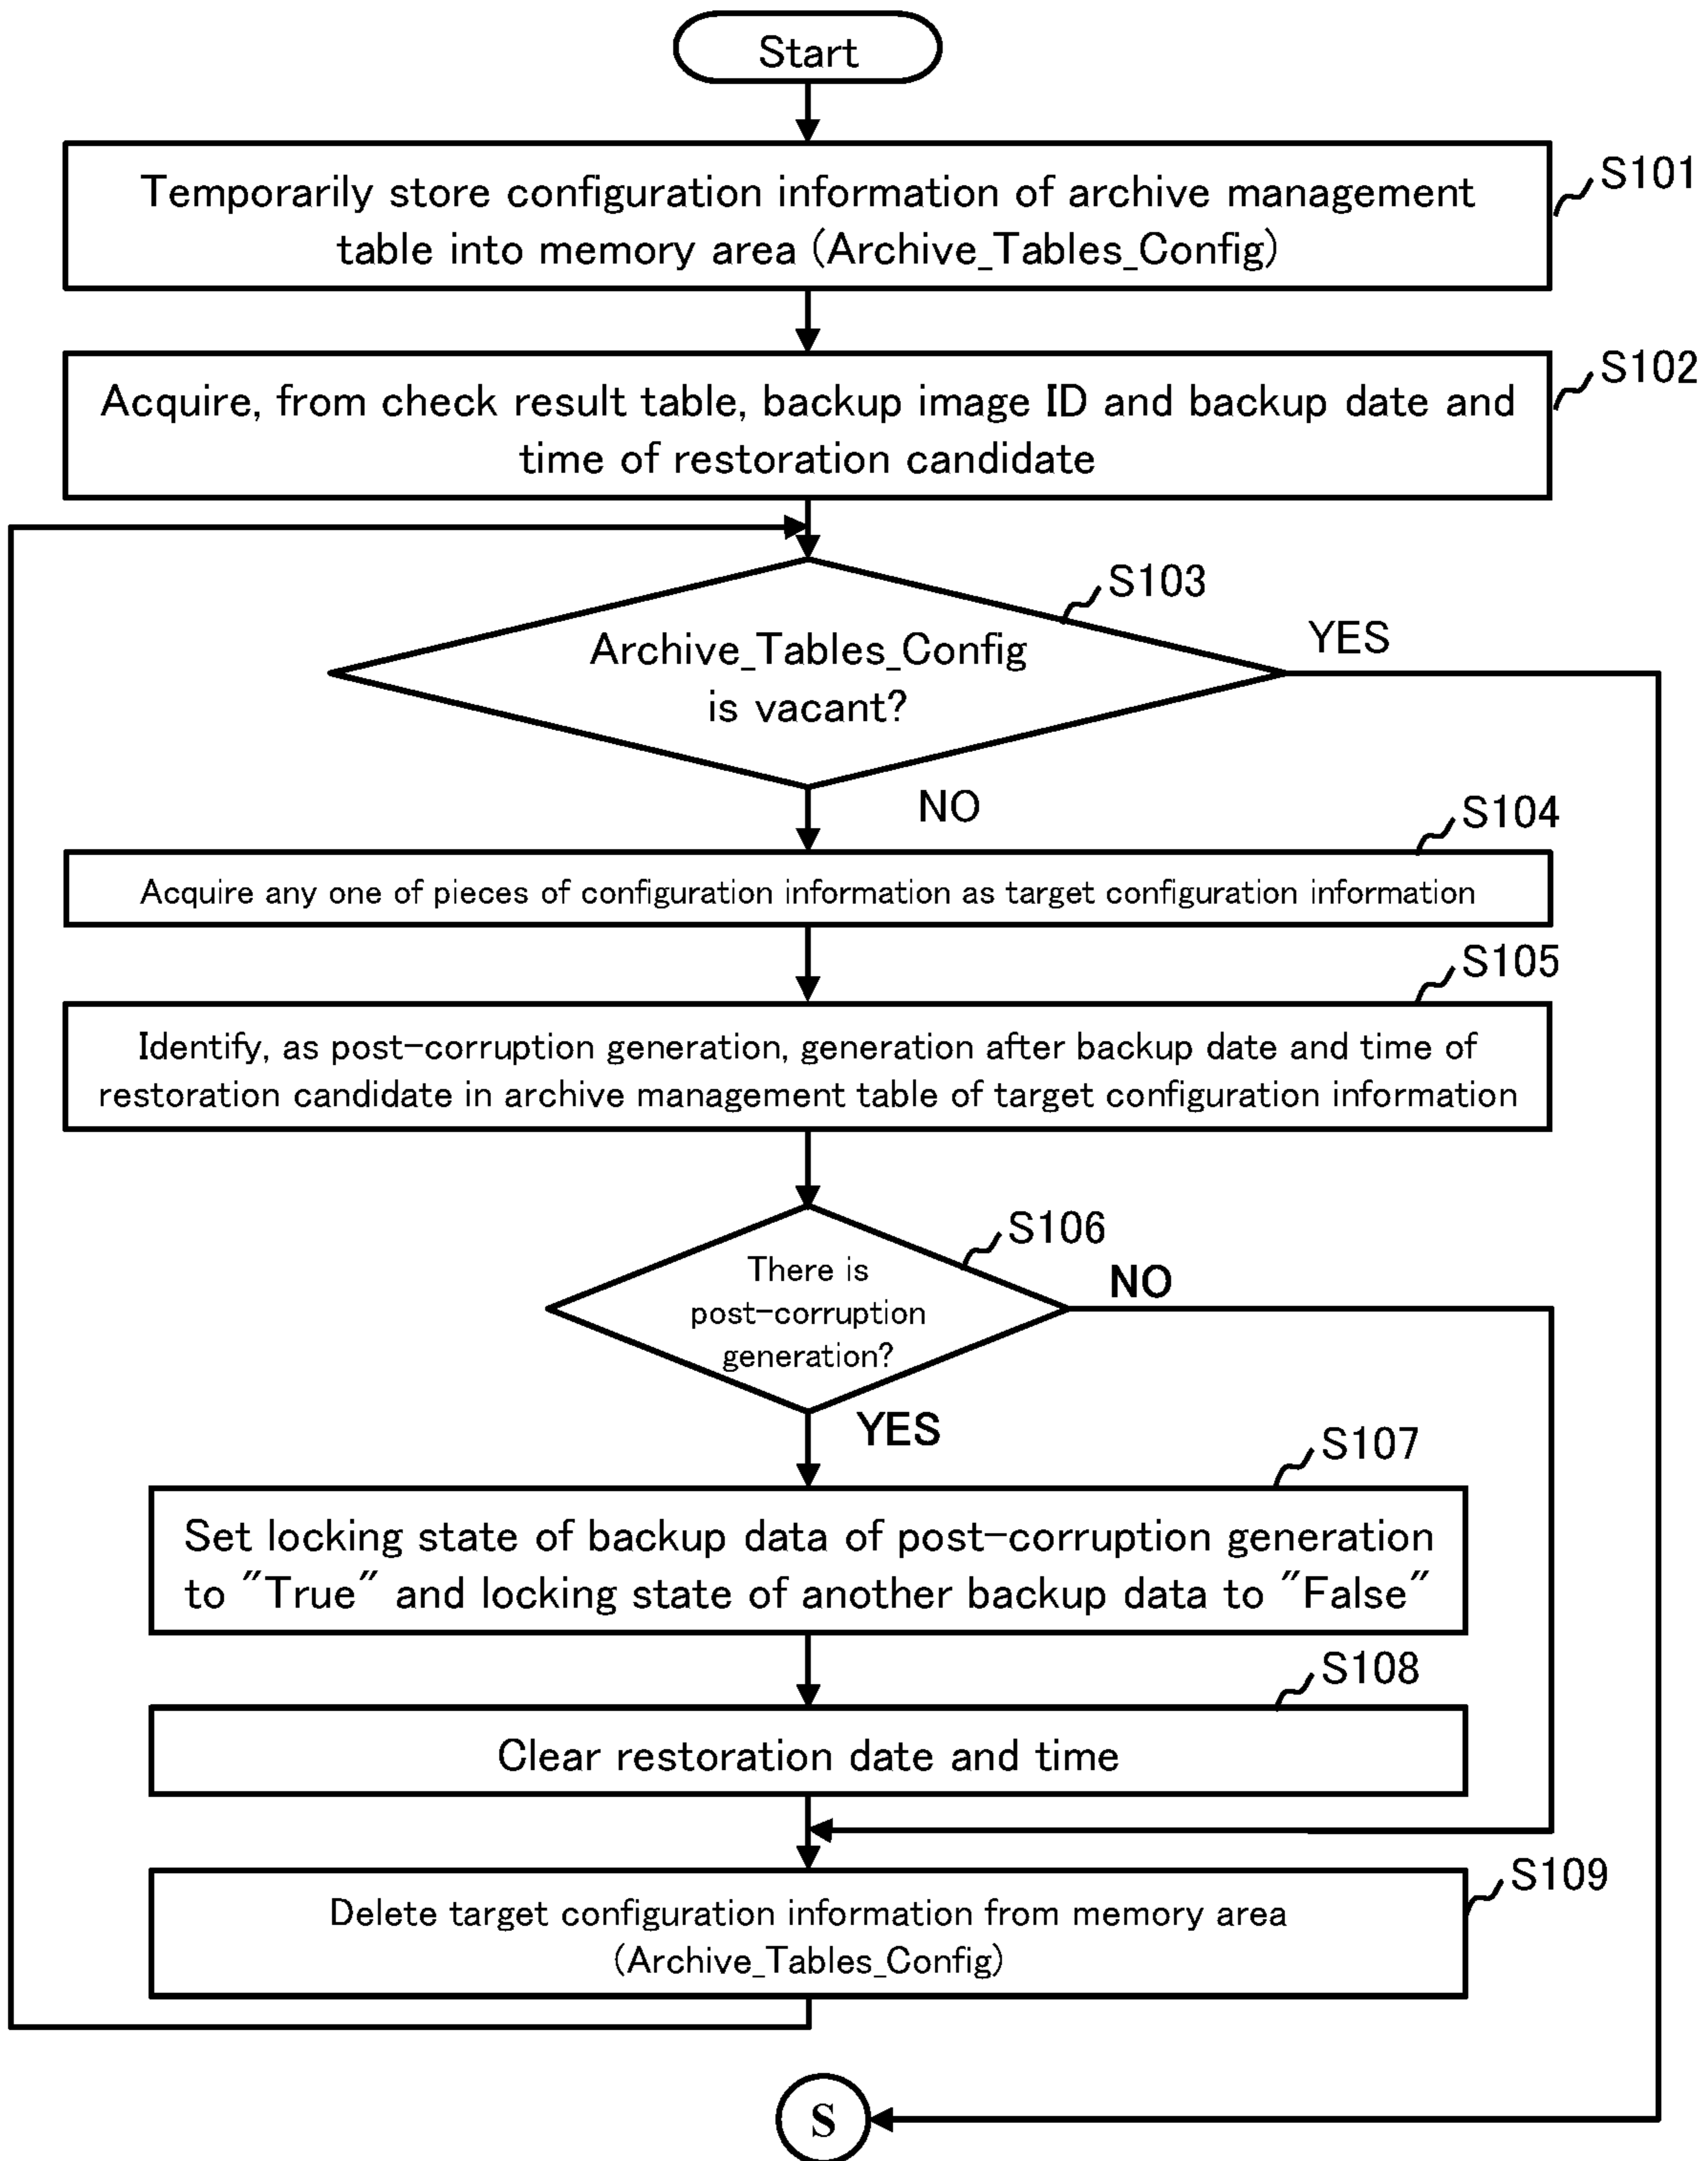 Start
S101
Temporarily store configuration information of archive management
table into memory area (Archive_Tables_Config)
S102
Acquire, from check result table, backup image ID and backup date and
time of restoration candidate
S103
Archive_Tables_Config
is vacant?
YES
NO
S104
Acquire any one of pieces of configuration information as target configuration information
S105
Identify, as post-corruption generation, generation after backup date and time of
restoration candidate in archive management table of target configuration information
S106
There is
post-corruption
generation?
NO
YES
S107
Set locking state of backup data of post-corruption generation
to "True" and locking state of another backup data to "False"
S108
Clear restoration date and time
S109
Delete target configuration information from memory area
(Archive_Tables_Config)
S